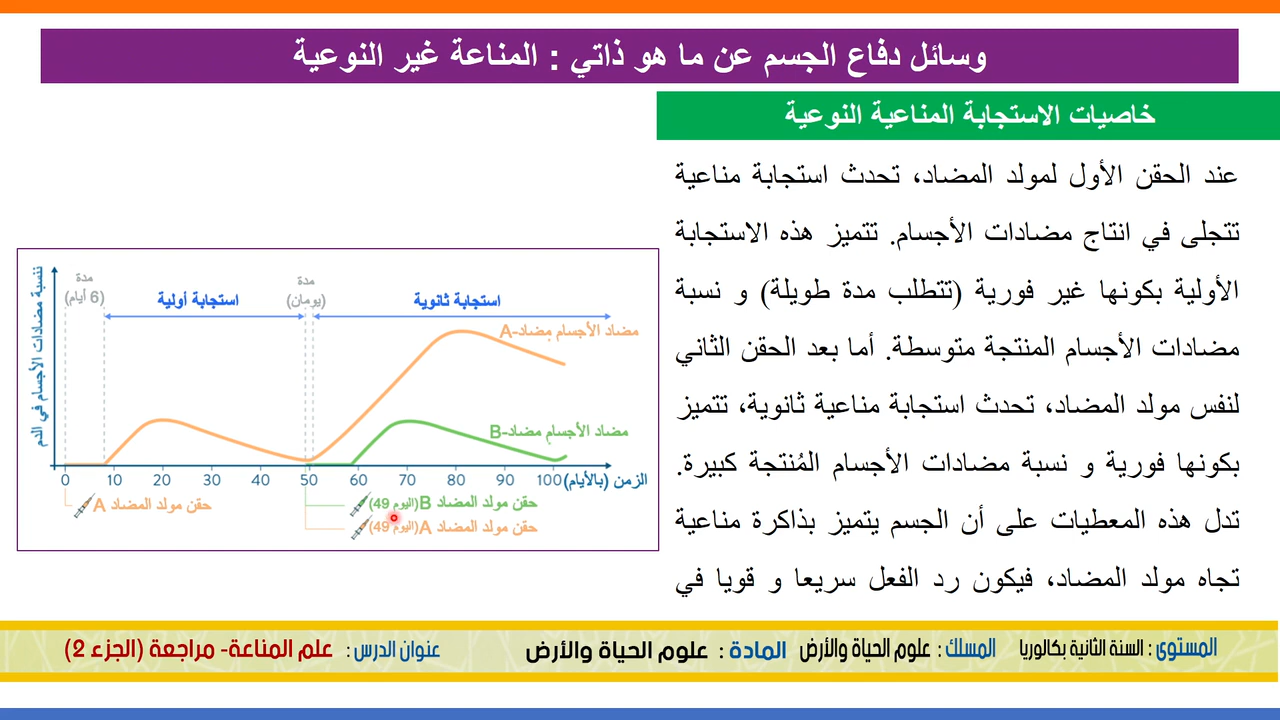 وسائل دفاع الجسم عن ما هو ذاتي : المناعة غير النوعية
خاصيات الاستجابة المناعية النوعية
عند الحقن الأول لمولد المضاد، تحدث استجابة مناعية
تتجلى في انتاج مضادات الأجسام. تتميز هذه الاستجابة
الأولية بكونها غير فورية (تتطلب مدة طويلة) و نسبة
مضادات الأجسام المنتجة متوسطة. أما بعد الحقن الثاني
لنفس مولد المضاد، تحدث استجابة مناعية ثانوية، تتميز
بكونها فورية و نسبة مضادات الأجسام المُنتجة كبيرة.
تدل هذه المعطيات على أن الجسم يتميز بذاكرة مناعية
تجاه مولد المضاد، فيكون رد الفعل سريعا و قويا في
ننسبة مضادات الأجسام في الدم
مدة
(6 أيام)
استجابة أولية
مدة
(يومان)
استجابة ثانوية
مضاد الأجسام مِضاد-A
مضاد الأجسامِ مضاد-B
0 10 20 30 40 50 60 70 80 90 100
الزمن (بالأيام)
حقن مولد المضاد A
حقن مولد المضاد B (اليوم 49)
حقن مولد المضاد A (اليوم 49)
المستوى : السنة الثانية بكالوريا
المسلك : علوم الحياة والأرض
المادة : علوم الحياة والأرض
عنوان الدرس : علم المناعة- مراجعة (الجزء 2)